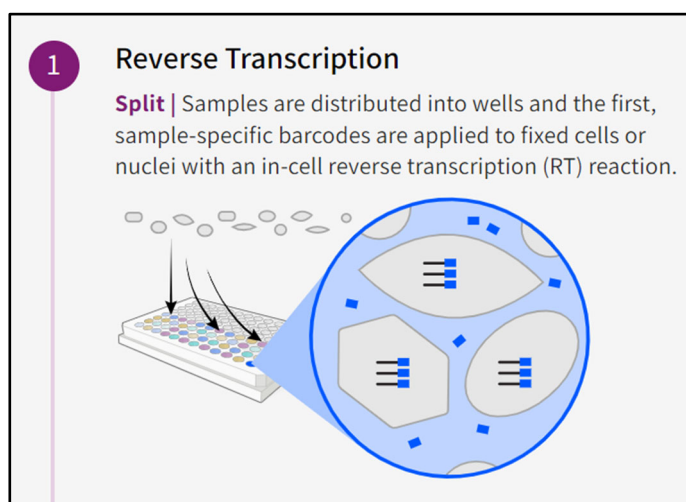 1
Reverse Transcription
Split | Samples are distributed into wells and the first,
sample-specific barcodes are applied to fixed cells or
nuclei with an in-cell reverse transcription (RT) reaction.